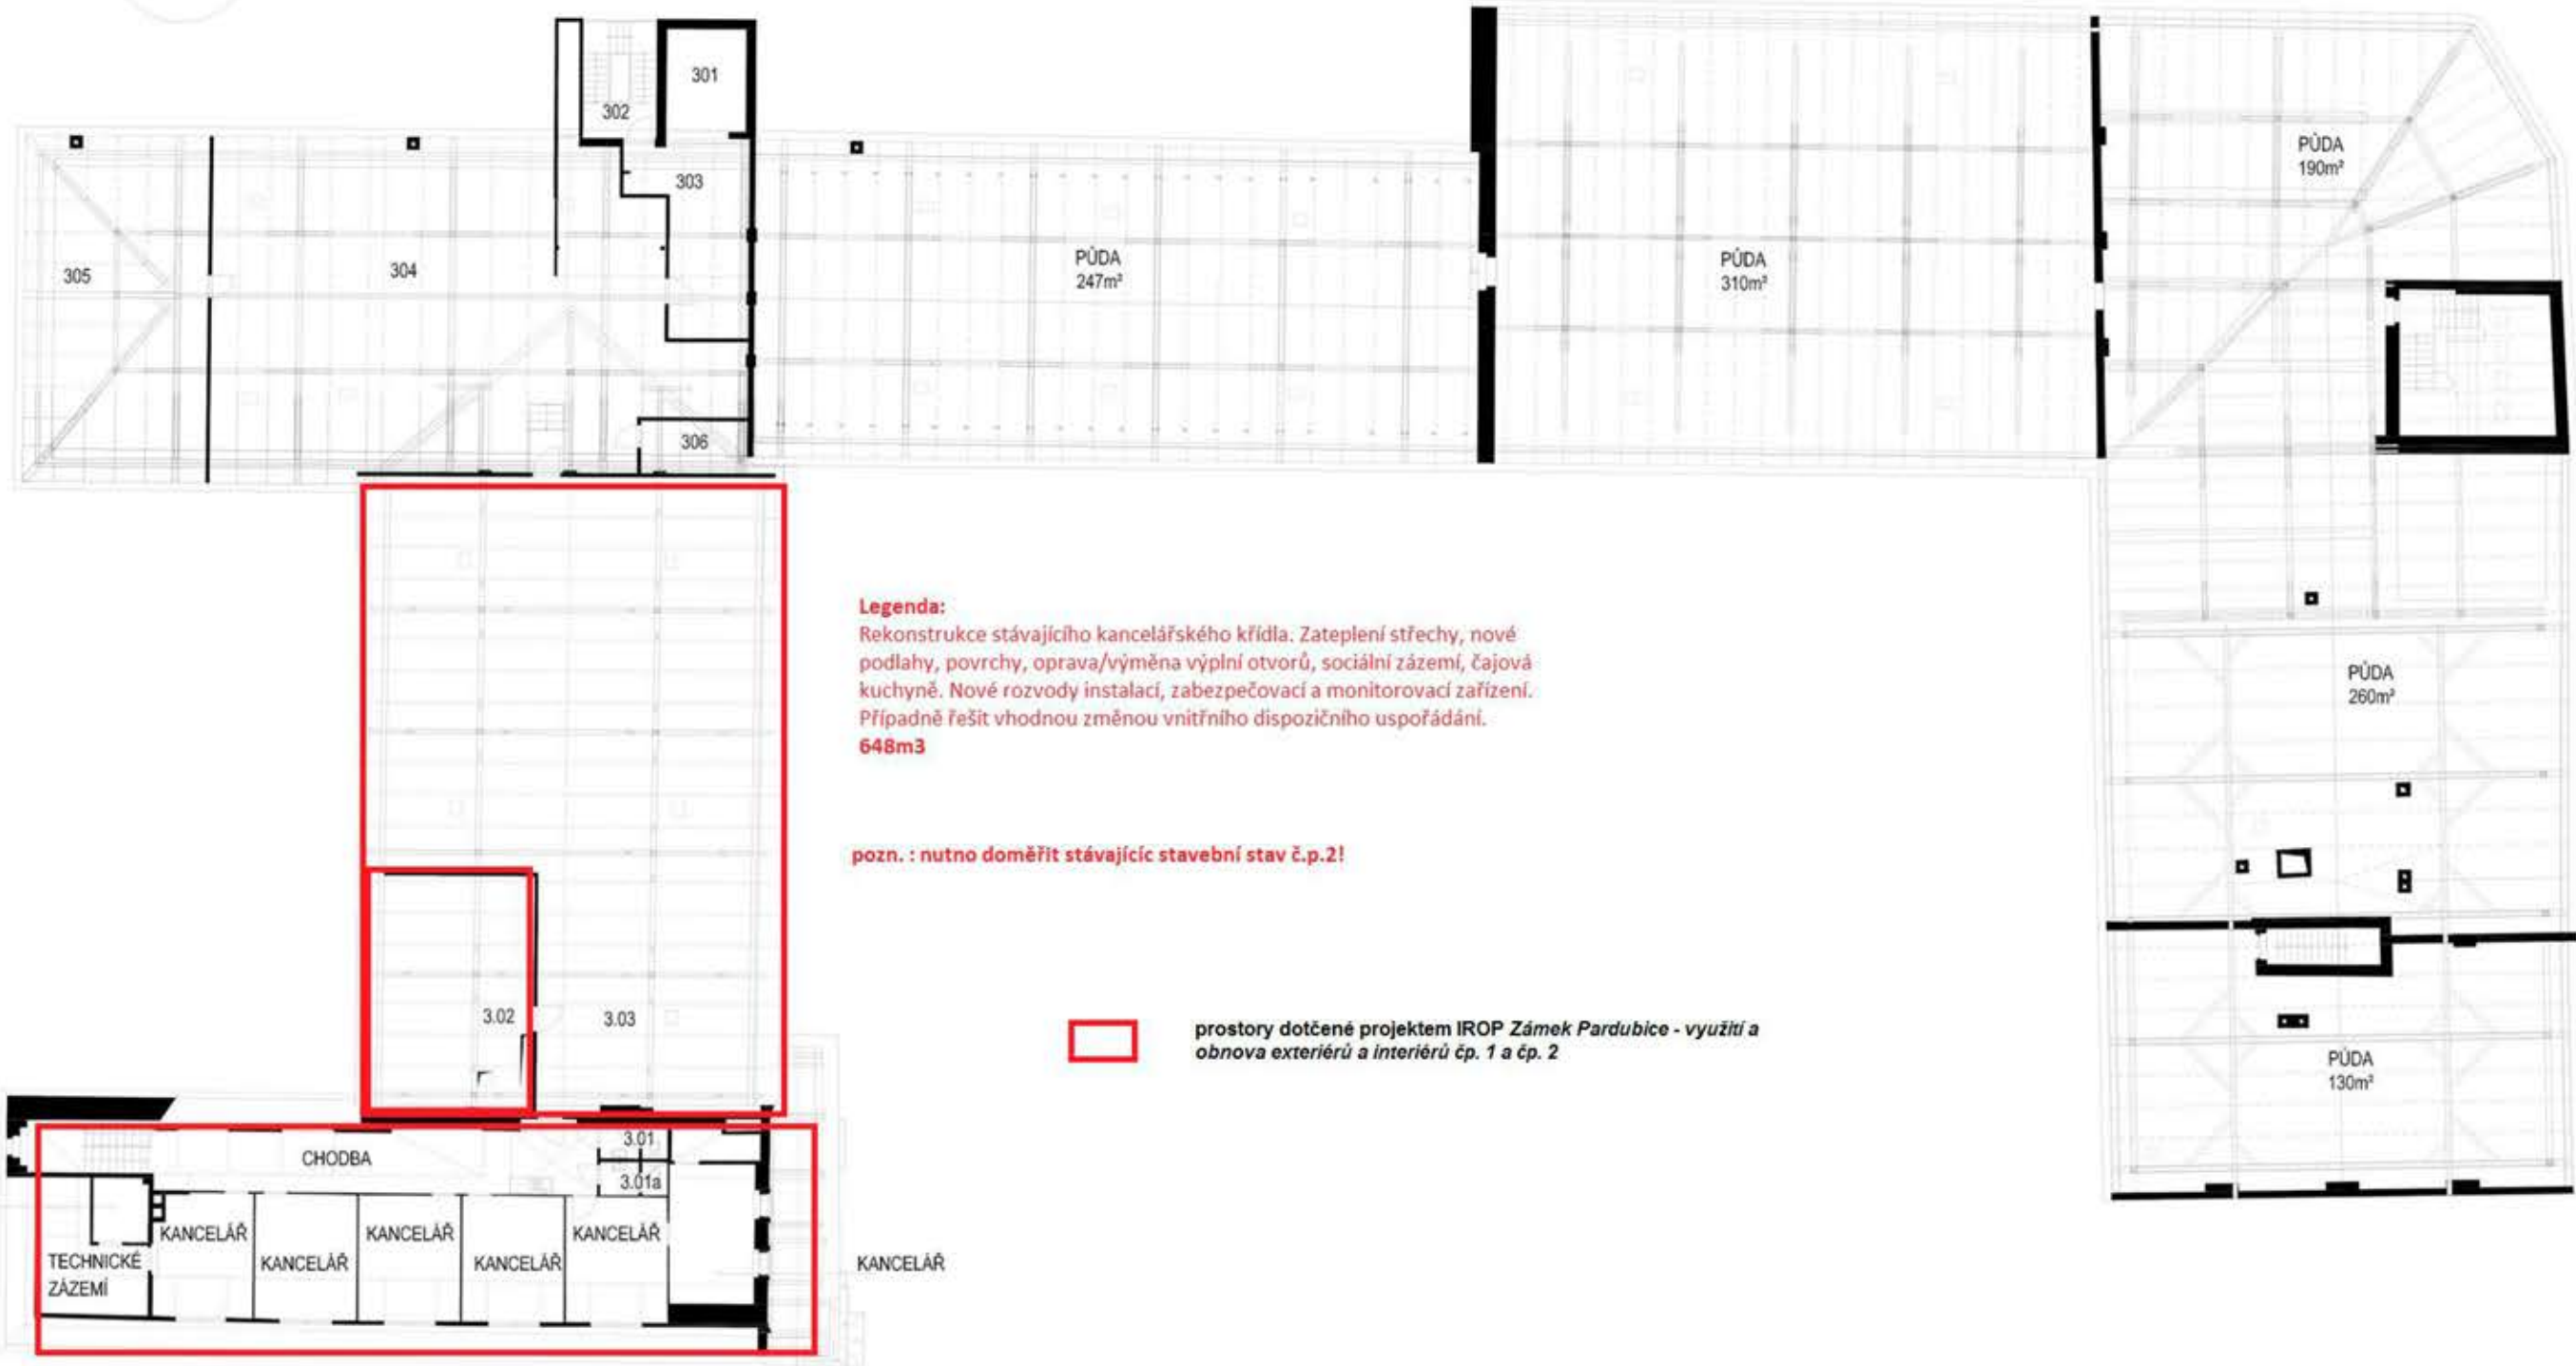 301
302
303
304
305
306
PŮDA
247m²
PŮDA
310m²
PŮDA
190m²
PŮDA
260m²
PŮDA
130m²
Legenda:
Rekonstrukce stávajícího kancelářského křídla. Zateplení střechy, nové
podlahy, povrchy, oprava/výměna výplní otvorů, sociální zázemí, čajová
kuchyně. Nové rozvody instalací, zabezpečovací a monitorovací zařízení.
Případně řešit vhodnou změnou vnitřního dispozičního uspořádání.
648m3
pozn. : nutno doměřit stávajícíc stavební stav č.p.2!
prostory dotčené projektem IROP Zámek Pardubice - využití a
obnova exteriérů a interiérů čp. 1 a čp. 2
3.02
3.03
3.01
3.01a
CHODBA
KANCELÁŘ
KANCELÁŘ
KANCELÁŘ
KANCELÁŘ
KANCELÁŘ
KANCELÁŘ
TECHNICKÉ
ZÁZEMÍ